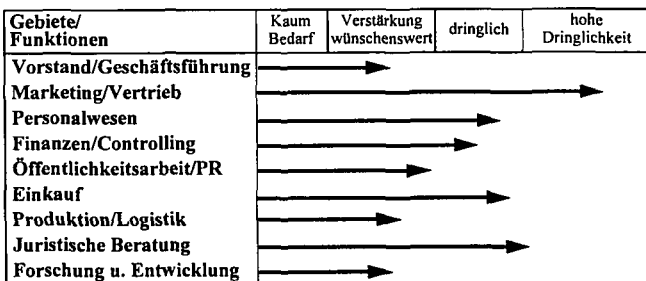 Gebiete/ Kaum Verstärkung dringlich hohe
Funktionen Bedarf wünschenswert Dringlichkeit
Vorstand/Geschäftsführung
Marketing/Vertrieb
Personalwesen
Finanzen/Controlling
Öffentlichkeitsarbeit/PR
Einkauf
Produktion/Logistik
Juristische Beratung
Forschung u. Entwicklung